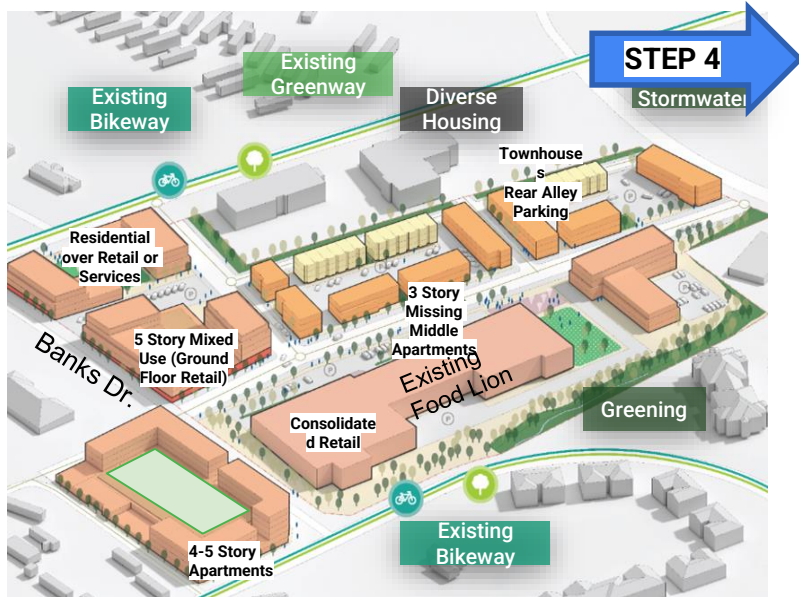 STEP 4
Existing
Greenway
Existing
Bikeway
Diverse
Housing
Stormwater
Townhouse
s
Rear Alley
Parking
Residential
over Retail or
Services
3 Story
Missing
Middle
Apartments
5 Story Mixed
Use (Ground
Floor Retail)
Banks Dr.
Existing
Food Lion
Consolidate
d Retail
Greening
Existing
Bikeway
4-5 Story
Apartments
P
P
P
P
P